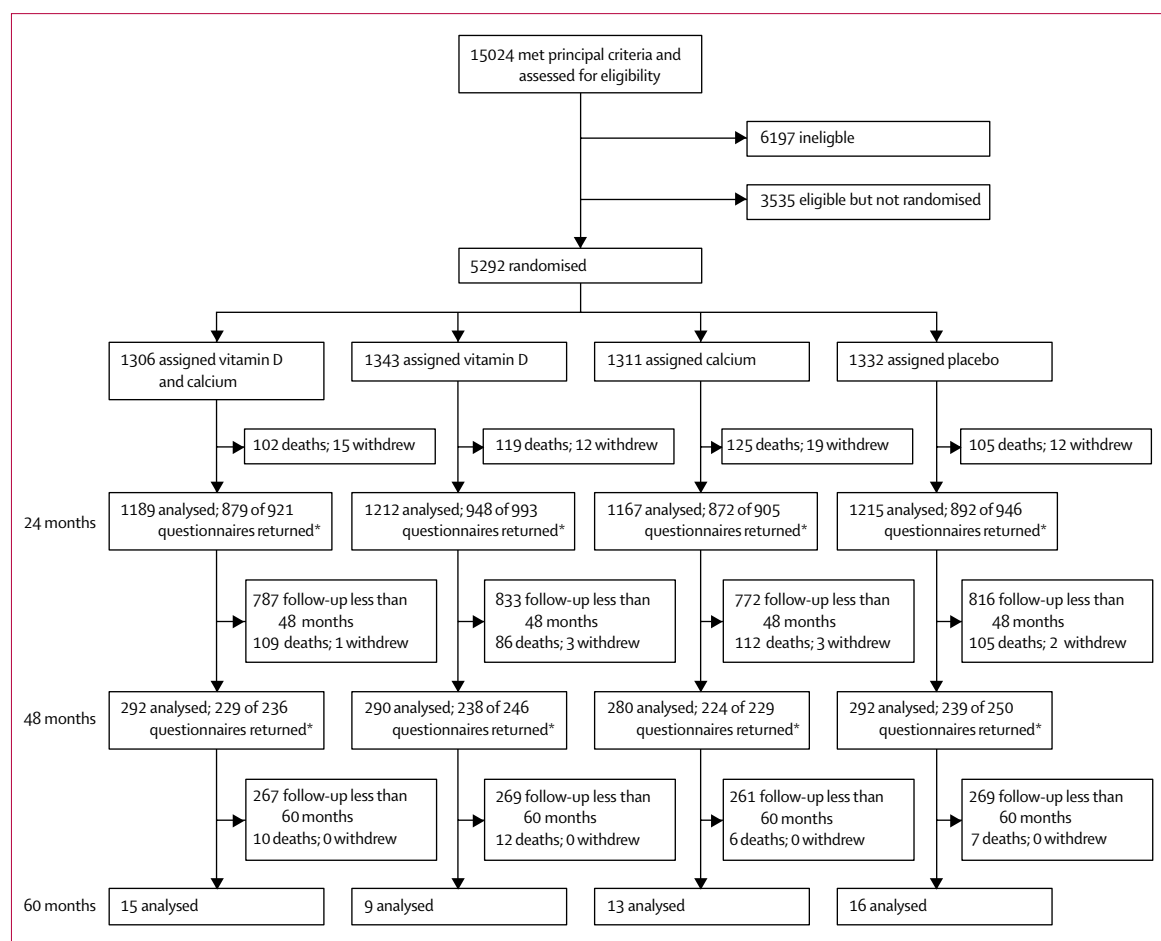 15024 met principal criteria and
assessed for eligibility
6197 ineligble
3535 eligible but not randomised
5292 randomised
1306 assigned vitamin D
and calcium
1343 assigned vitamin D
1311 assigned calcium
1332 assigned placebo
102 deaths; 15 withdrew
119 deaths; 12 withdrew
125 deaths; 19 withdrew
105 deaths; 12 withdrew
24 months
1189 analysed; 879 of 921
questionnaires returned*
1212 analysed; 948 of 993
questionnaires returned*
1167 analysed; 872 of 905
questionnaires returned*
1215 analysed; 892 of 946
questionnaires returned*
787 follow-up less than
48 months
109 deaths; 1 withdrew
833 follow-up less than
48 months
86 deaths; 3 withdrew
772 follow-up less than
48 months
112 deaths; 3 withdrew
816 follow-up less than
48 months
105 deaths; 2 withdrew
48 months
292 analysed; 229 of 236
questionnaires returned*
290 analysed; 238 of 246
questionnaires returned*
280 analysed; 224 of 229
questionnaires returned*
292 analysed; 239 of 250
questionnaires returned*
267 follow-up less than
60 months
10 deaths; 0 withdrew
269 follow-up less than
60 months
12 deaths; 0 withdrew
261 follow-up less than
60 months
6 deaths; 0 withdrew
269 follow-up less than
60 months
7 deaths; 0 withdrew
60 months
15 analysed
9 analysed
13 analysed
16 analysed